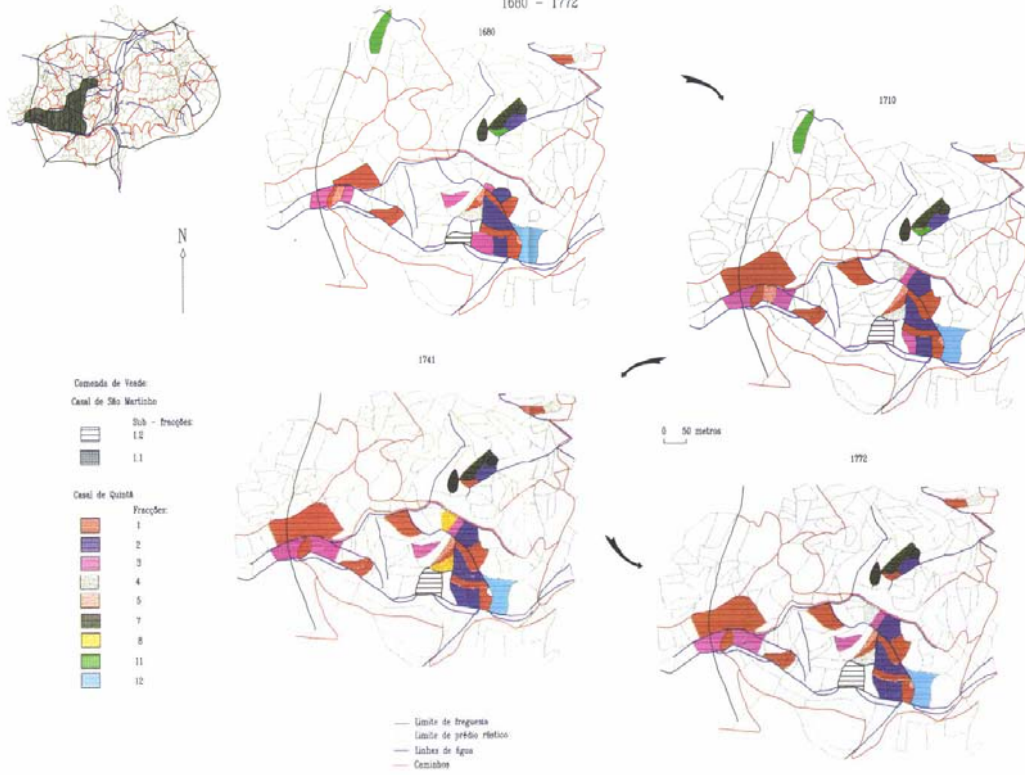 1680 - 1772
1680
1710
N
1741
1772
0 50 metros
Comenda de Veade:
Casal de São Martinho
Sub - fracções:
1.2
1.1
Casal de Quintã
Fracções:
1
2
3
4
5
7
8
11
12
Limite de freguesia
Limite de prédio rústico
Linhas de água
Caminhos